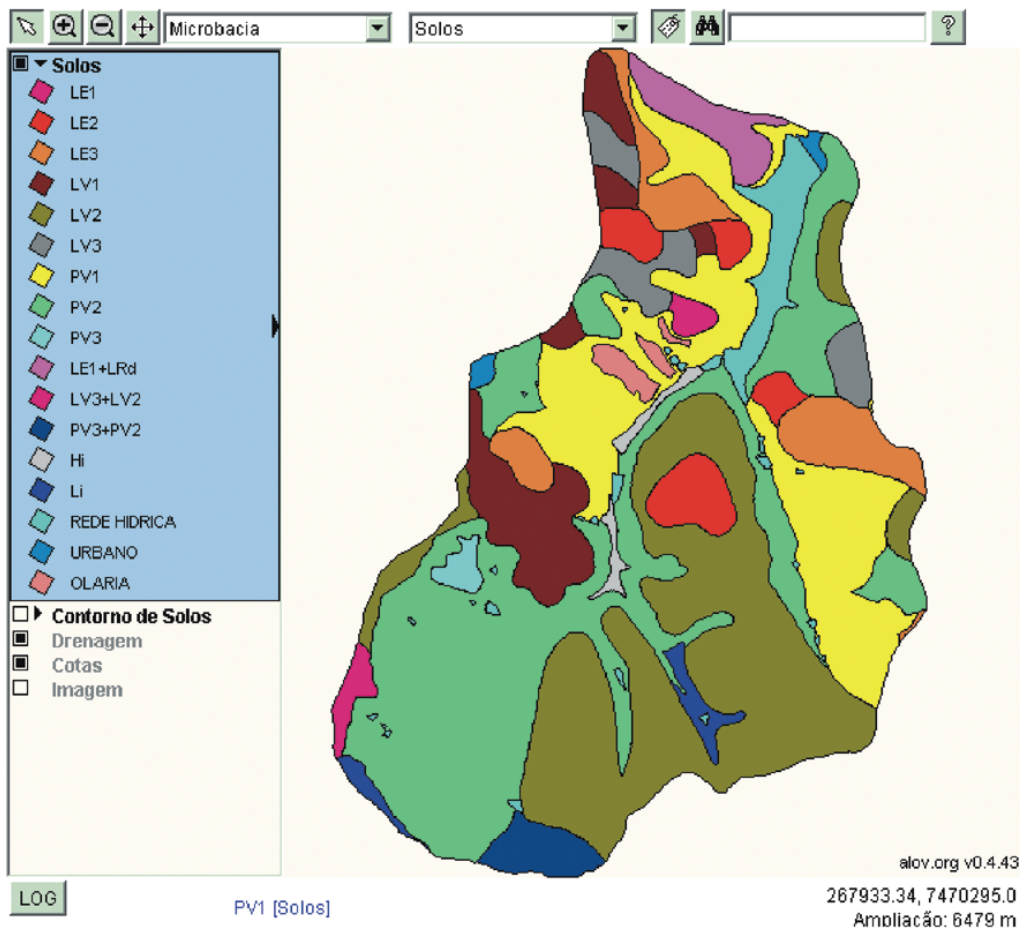 Microbacia Solos ?
Solos
LE1
LE2
LE3
LV1
LV2
LV3
PV1
PV2
PV3
LE1+LRd
LV3+LV2
PV3+PV2
Hi
Li
REDE HIDRICA
URBANO
OLARIA
Contorno de Solos
Drenagem
Cotas
Imagem
alov.org v0.4.43
LOG
PV1 [Solos]
267933.34, 7470295.0
Ampliação: 6479 m